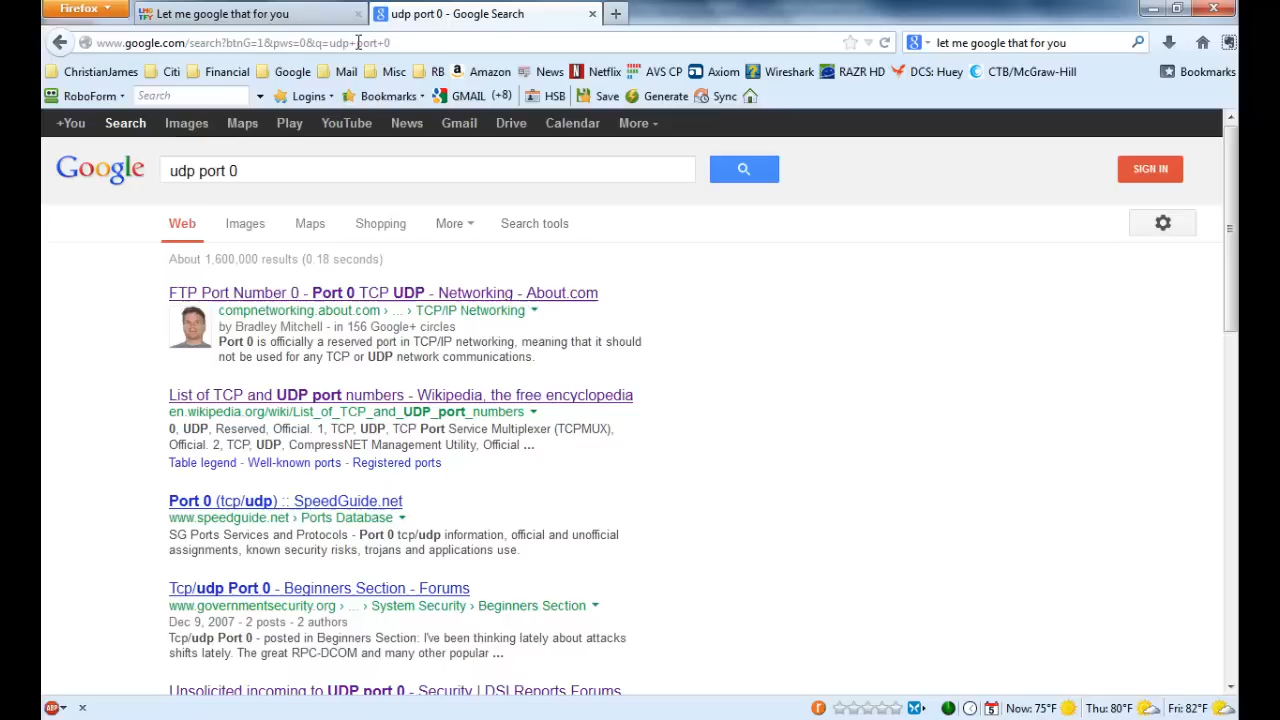 Firefox
LMG TFY Let me google that for you
udp port 0 - Google Search
www.google.com/search?btnG=1&pws=0&q=udp+port+0
let me google that for you
ChristianJames Citi Financial Google Mail Misc RB Amazon News Netflix AVS CP Axiom Wireshark RAZR HD DCS: Huey CTB/McGraw-Hill Bookmarks
RoboForm Search Logins Bookmarks GMAIL (+8) HSB Save Generate Sync
+You Search Images Maps Play YouTube News Gmail Drive Calendar More
Google udp port 0 SIGN IN
Web Images Maps Shopping More Search tools
About 1,600,000 results (0.18 seconds)
FTP Port Number 0 - Port 0 TCP UDP - Networking - About.com
compnetworking.about.com › ... › TCP/IP Networking
by Bradley Mitchell - in 156 Google+ circles
Port 0 is officially a reserved port in TCP/IP networking, meaning that it should
not be used for any TCP or UDP network communications.
List of TCP and UDP port numbers - Wikipedia, the free encyclopedia
en.wikipedia.org/wiki/List_of_TCP_and_UDP_port_numbers
0, UDP, Reserved, Official. 1, TCP, UDP, TCP Port Service Multiplexer (TCPMUX),
Official. 2, TCP, UDP, CompressNET Management Utility, Official ...
Table legend - Well-known ports - Registered ports
Port 0 (tcp/udp) :: SpeedGuide.net
www.speedguide.net › Ports Database
SG Ports Services and Protocols - Port 0 tcp/udp information, official and unofficial
assignments, known security risks, trojans and applications use.
Tcp/udp Port 0 - Beginners Section - Forums
www.governmentsecurity.org › ... › System Security › Beginners Section
Dec 9, 2007 - 2 posts - 2 authors
Tcp/udp Port 0 - posted in Beginners Section: I've been thinking lately about attacks
shifts lately. The great RPC-DCOM and many other popular ...
Unsolicited incoming to UDP port 0 - Security | DSLReports Forums
ABP 5 Now: 75°F Thu: 80°F Fri: 82°F